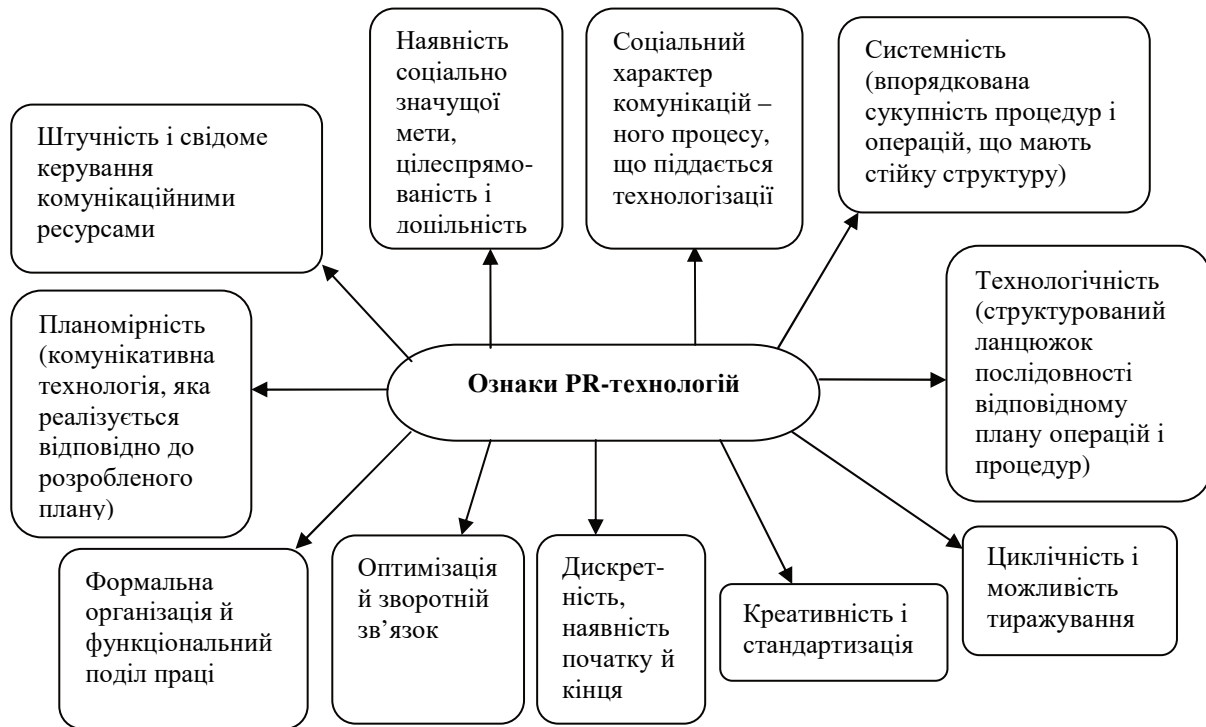 Наявність
соціально
значущої
мети,
цілеспрямо-
ваність і
доцільність
Соціальний
характер
комунікацій –
ного процесу,
що піддається
технологізації
Системність
(впорядкована
сукупність процедур і
операцій, що мають
стійку структуру)
Штучність і свідоме
керування
комунікаційними
ресурсами
Планомірність
(комунікативна
технологія, яка
реалізується
відповідно до
розробленого
плану)
Ознаки PR-технологій
Технологічність
(структурований
ланцюжок
послідовності
відповідному
плану операцій і
процедур)
Формальна
організація й
функціональний
поділ праці
Оптимізація
й зворотній
зв’язок
Дискрет-
ність,
наявність
початку й
кінця
Креативність і
стандартизація
Циклічність і
можливість
тиражування